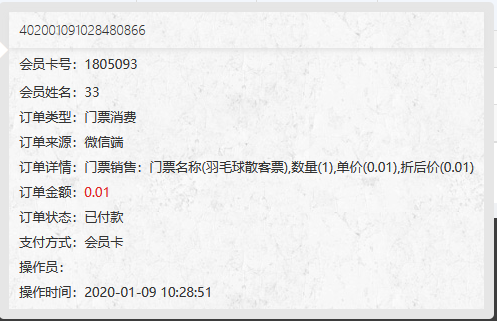 402001091028480866
会员卡号：1805093
会员姓名：33
订单类型：门票消费
订单来源：微信端
订单详情：门票销售：门票名称(羽毛球散客票),数量(1),单价(0.01),折后价(0.01)
订单金额：0.01
订单状态：已付款
支付方式：会员卡
操作员：
操作时间：2020-01-09 10:28:51